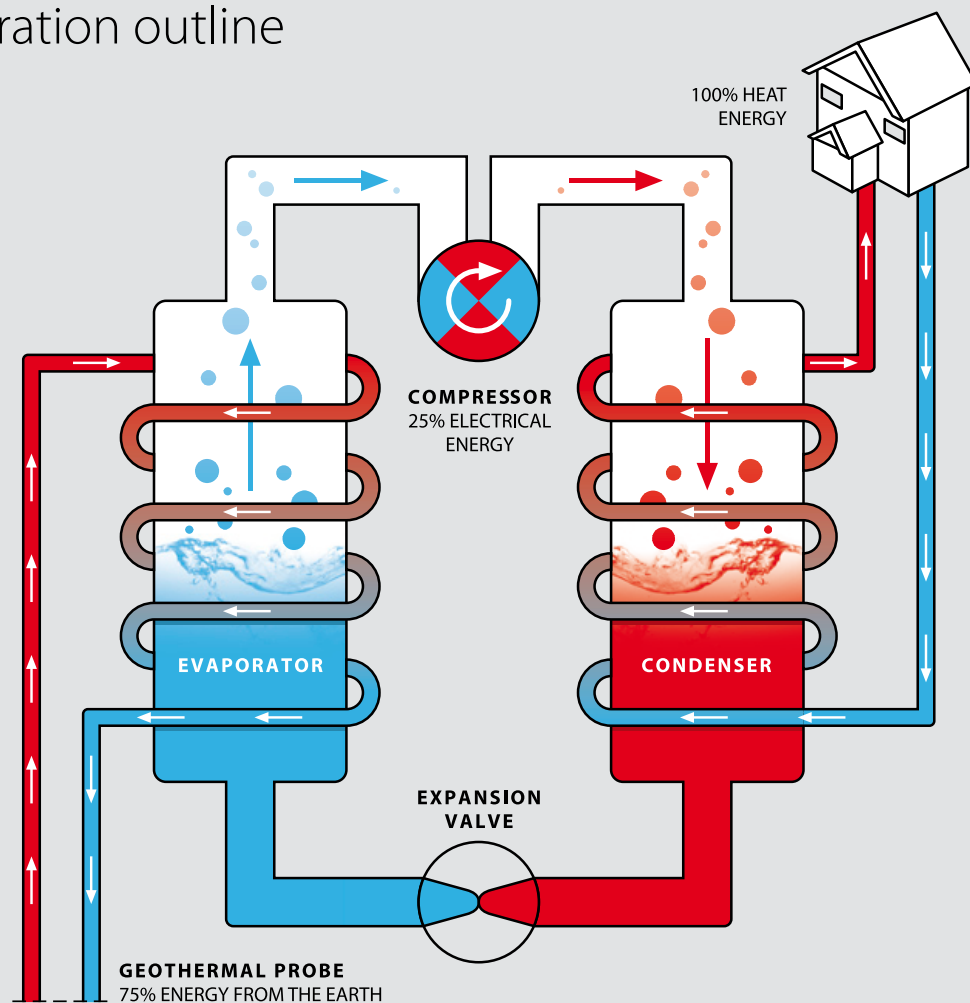 ration outline
100% HEAT
ENERGY
COMPRESSOR
25% ELECTRICAL
ENERGY
EVAPORATOR
CONDENSER
EXPANSION
VALVE
GEOTHERMAL PROBE
75% ENERGY FROM THE EARTH